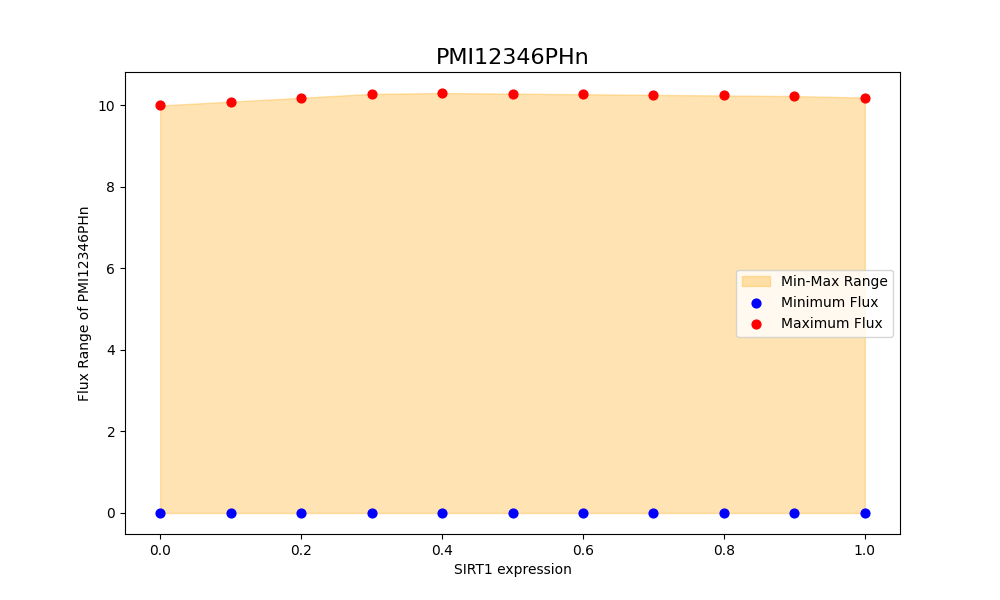 PMI12346PHn
Flux Range of PMI12346PHn
10
8
6
4
2
0
Min-Max Range
Minimum Flux
Maximum Flux
0.0 0.2 0.4 0.6 0.8 1.0
SIRT1 expression